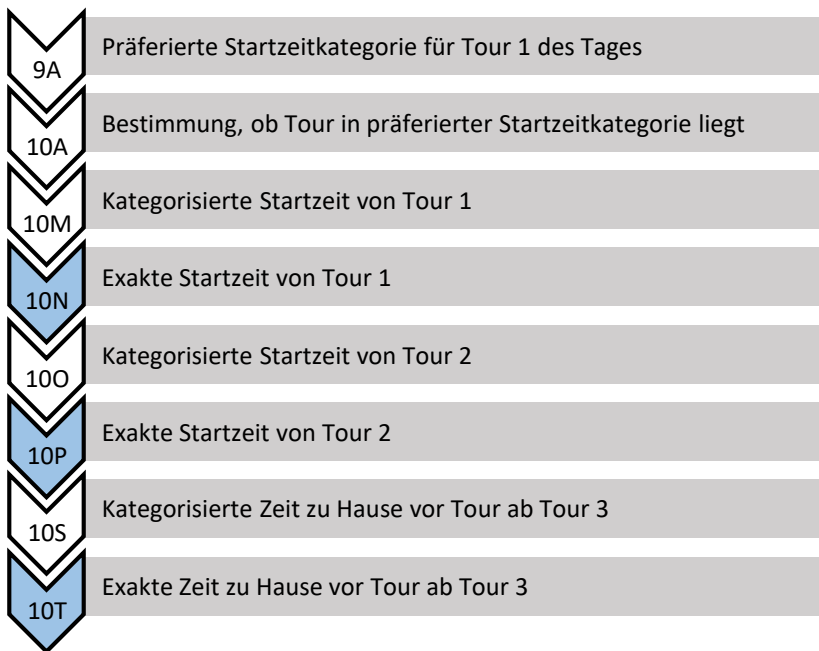 9A Präferierte Startzeitkategorie für Tour 1 des Tages
10A Bestimmung, ob Tour in präferierter Startzeitkategorie liegt
10M Kategorisierte Startzeit von Tour 1
10N Exakte Startzeit von Tour 1
10O Kategorisierte Startzeit von Tour 2
10P Exakte Startzeit von Tour 2
10S Kategorisierte Zeit zu Hause vor Tour ab Tour 3
10T Exakte Zeit zu Hause vor Tour ab Tour 3